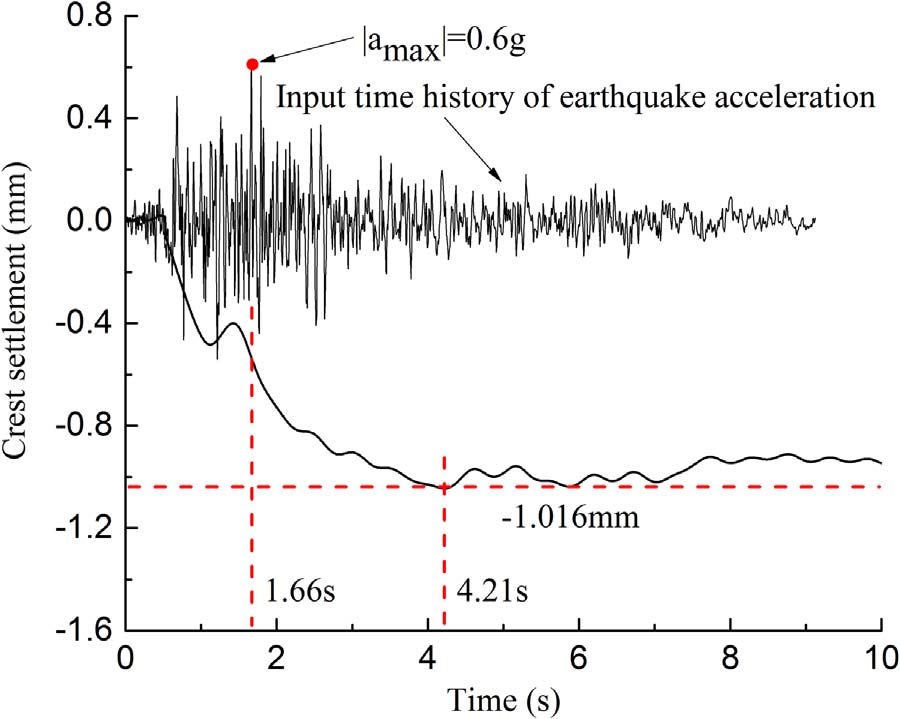 0.8
|amax|=0.6g
Input time history of earthquake acceleration
0.4
0.0
-0.4
-0.8
-1.2
-1.6
Crest settlement (mm)
-1.016mm
1.66s
4.21s
0 2 4 6 8 10
Time (s)